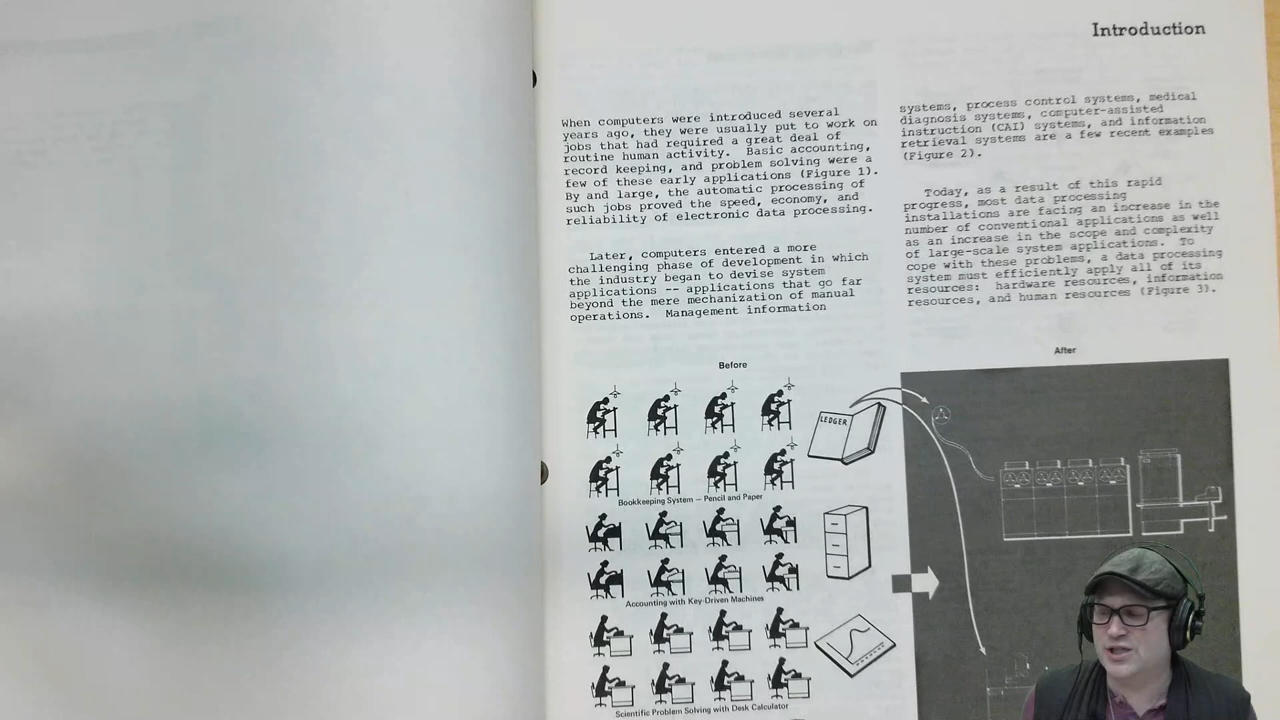 Introduction
When computers were introduced several
years ago, they were usually put to work on
jobs that had required a great deal of
routine human activity. Basic accounting,
record keeping, and problem solving were a
few of these early applications (Figure 1).
By and large, the automatic processing of
such jobs proved the speed, economy, and
reliability of electronic data processing.
Later, computers entered a more
challenging phase of development in which
the industry began to devise system
applications -- applications that go far
beyond the mere mechanization of manual
operations. Management information
systems, process control systems, medical
diagnosis systems, computer-assisted
instruction (CAI) systems, and information
retrieval systems are a few recent examples
(Figure 2).
Today, as a result of this rapid
progress, most data processing
installations are facing an increase in the
number of conventional applications as well
as an increase in the scope and complexity
of large-scale system applications. To
cope with these problems, a data processing
system must efficiently apply all of its
resources: hardware resources, information
resources, and human resources (Figure 3).
Before
After
LEDGER
Bookkeeping System — Pencil and Paper
Accounting with Key-Driven Machines
Scientific Problem Solving with Desk Calculator